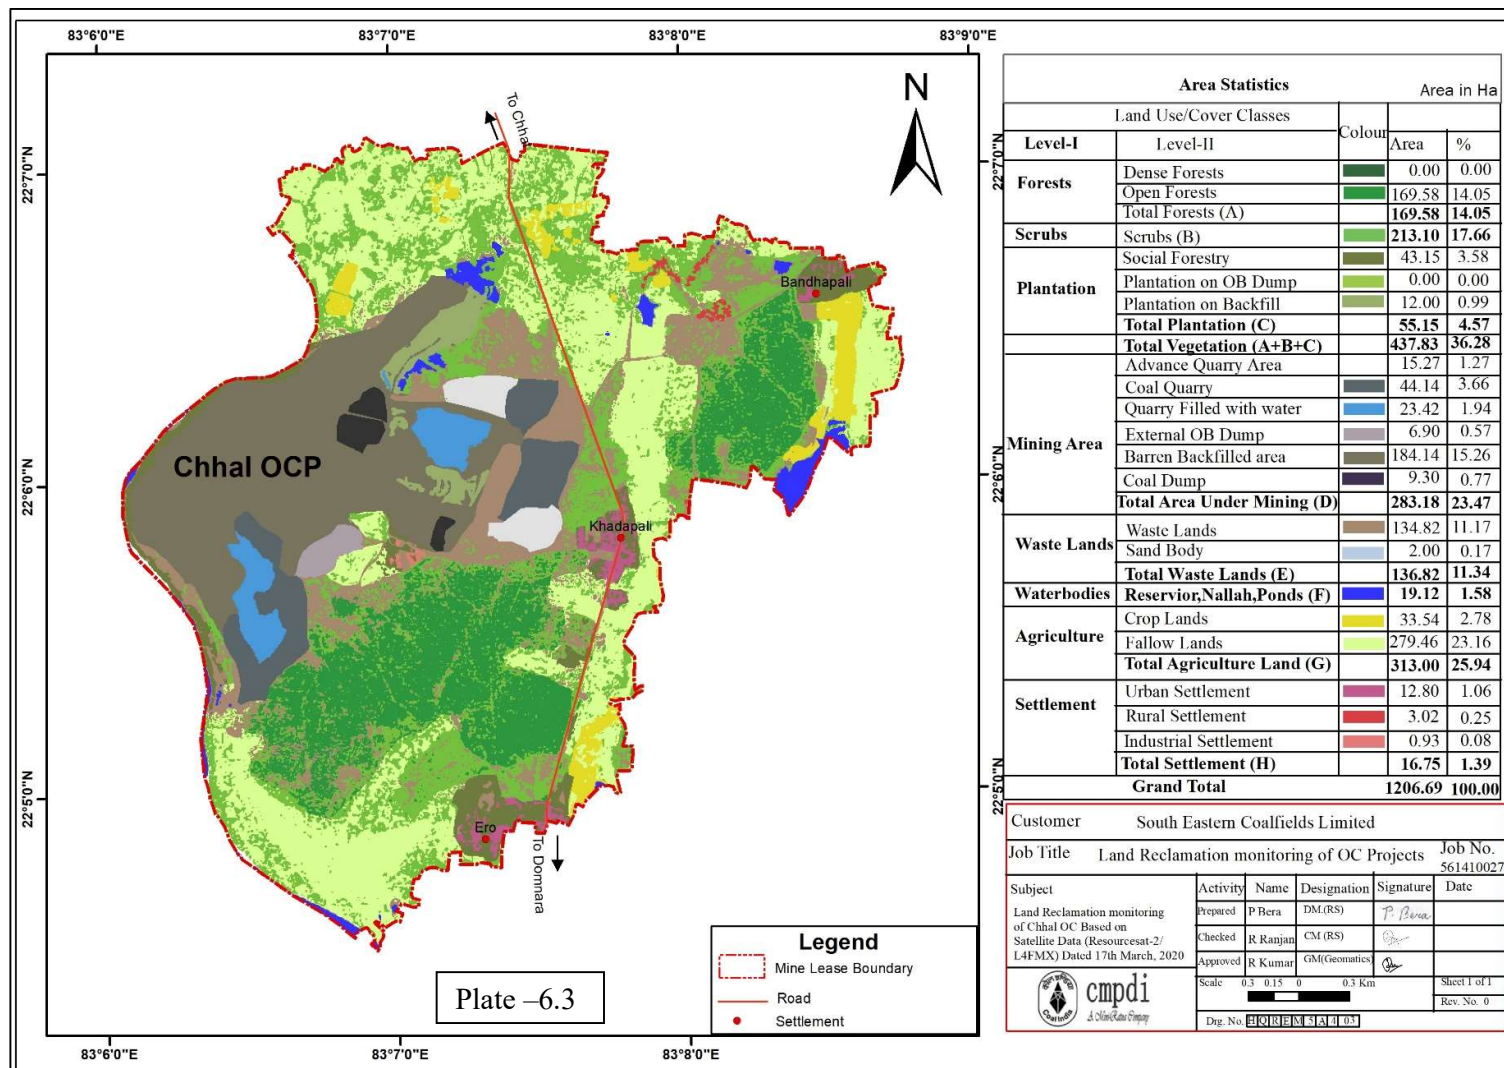 83°6'0"E 83°7'0"E 83°8'0"E 83°9'0"E
N
To Chhal
22°7'0"N 22°7'0"N
Bandhapali
Chhal OCP
22°6'0"N 22°6'0"N
Khadapali
22°5'0"N 22°5'0"N
Ero
To Domnara
Plate –6.3
Legend
Mine Lease Boundary
Road
Settlement
83°6'0"E 83°7'0"E 83°8'0"E
Area Statistics Area in Ha
Land Use/Cover Classes Colour
Level-I Level-II Area %
Forests Dense Forests 0.00 0.00
Open Forests 169.58 14.05
Total Forests (A) 169.58 14.05
Scrubs Scrubs (B) 213.10 17.66
Plantation Social Forestry 43.15 3.58
Plantation on OB Dump 0.00 0.00
Plantation on Backfill 12.00 0.99
Total Plantation (C) 55.15 4.57
Total Vegetation (A+B+C) 437.83 36.28
Mining Area Advance Quarry Area 15.27 1.27
Coal Quarry 44.14 3.66
Quarry Filled with water 23.42 1.94
External OB Dump 6.90 0.57
Barren Backfilled area 184.14 15.26
Coal Dump 9.30 0.77
Total Area Under Mining (D) 283.18 23.47
Waste Lands Waste Lands 134.82 11.17
Sand Body 2.00 0.17
Total Waste Lands (E) 136.82 11.34
Waterbodies Reservior,Nallah,Ponds (F) 19.12 1.58
Agriculture Crop Lands 33.54 2.78
Fallow Lands 279.46 23.16
Total Agriculture Land (G) 313.00 25.94
Settlement Urban Settlement 12.80 1.06
Rural Settlement 3.02 0.25
Industrial Settlement 0.93 0.08
Total Settlement (H) 16.75 1.39
Grand Total 1206.69 100.00
Customer South Eastern Coalfields Limited
Job Title Land Reclamation monitoring of OC Projects Job No. 561410027
Subject
Land Reclamation monitoring
of Chhal OC Based on
Satellite Data (Resourcesat-2/
L4FMX) Dated 17th March, 2020
Activity Name Designation Signature Date
Prepared P Bera DM.(RS) P. Bera
Checked R Ranjan CM (RS)
Approved R Kumar GM(Geomatics)
Scale 0.3 0.15 0 0.3 Km Sheet 1 of 1
Rev. No. 0
Coal India
cmpdi
A Mini Ratna Company
Drg. No. HQREM5A403